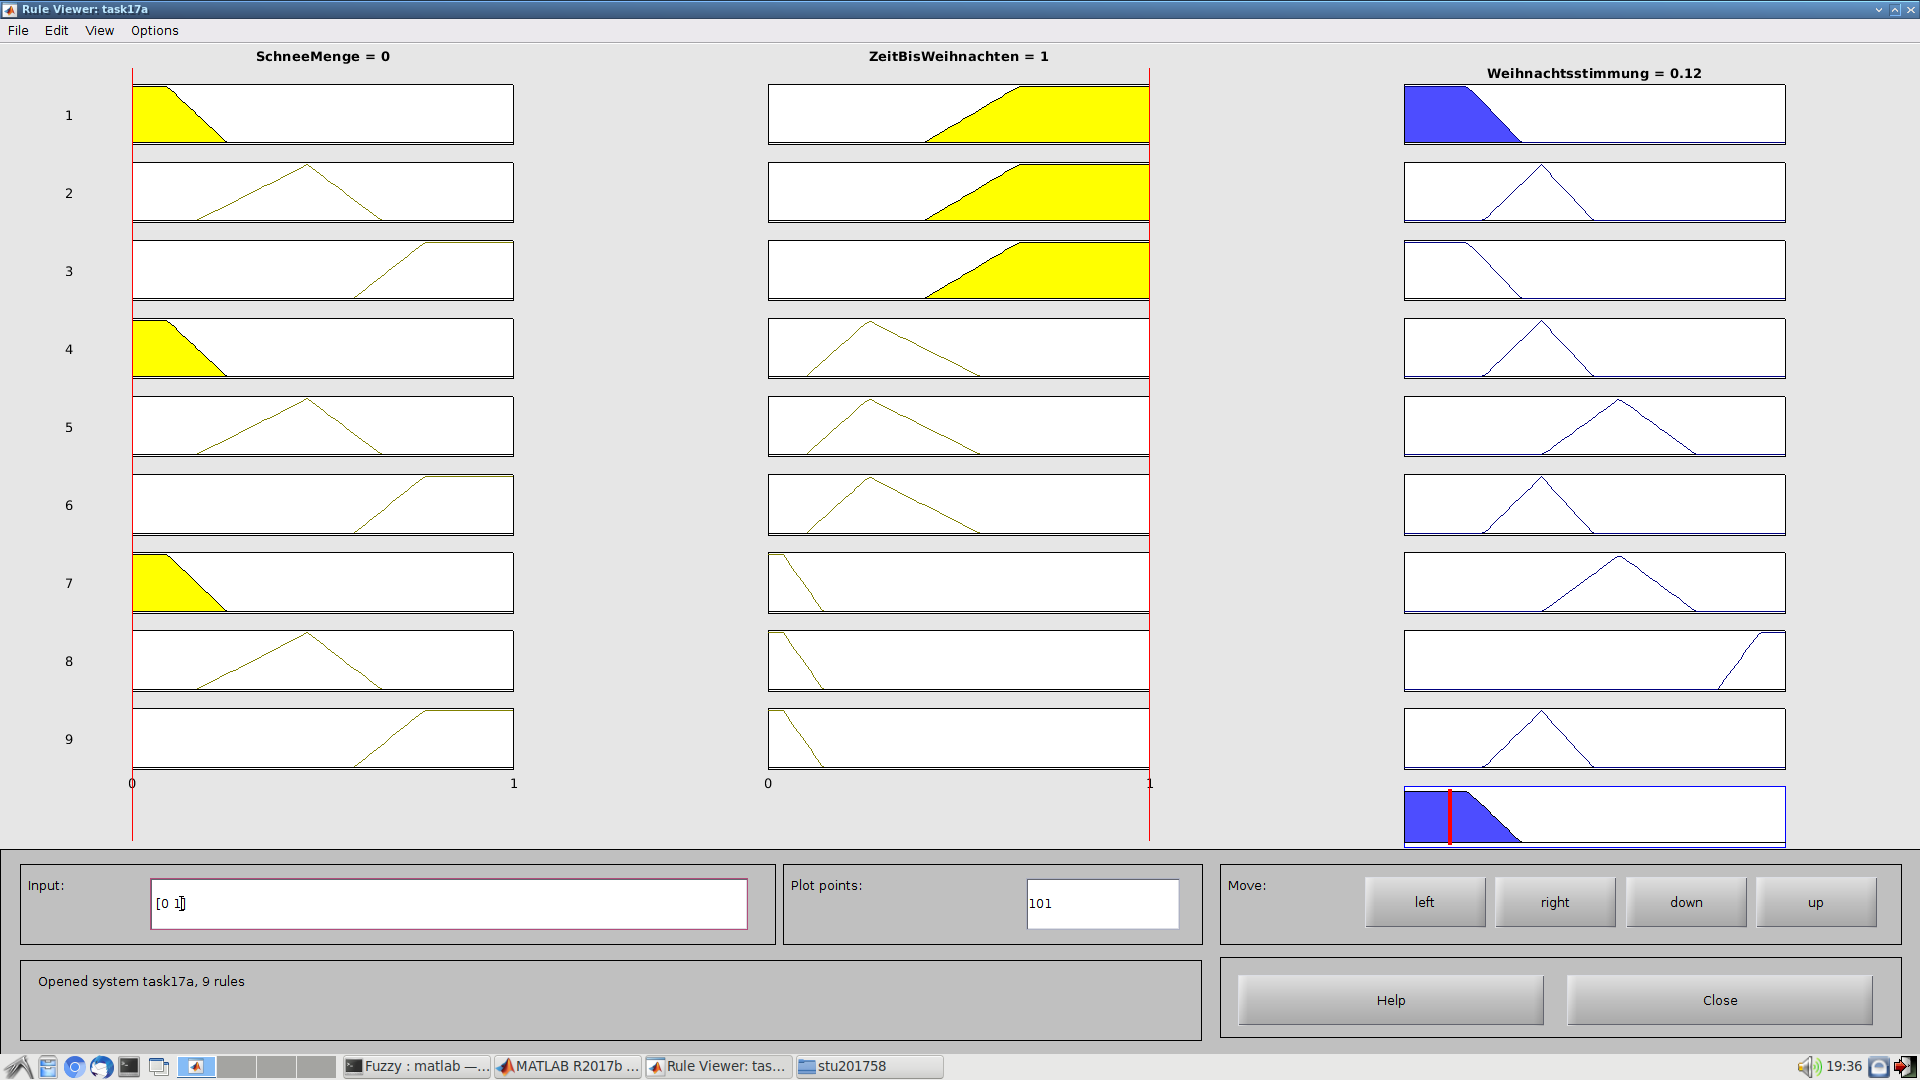 Rule Viewer: task17a
File Edit View Options
SchneeMenge = 0
ZeitBisWeihnachten = 1
Weihnachtsstimmung = 0.12
1
2
3
4
5
6
7
8
9
0 1
0 1
Input:
[0 1]
Plot points:
101
Move:
left
right
down
up
Opened system task17a, 9 rules
Help
Close
Fuzzy : matlab —...
MATLAB R2017b ...
Rule Viewer: tas...
stu201758
19:36